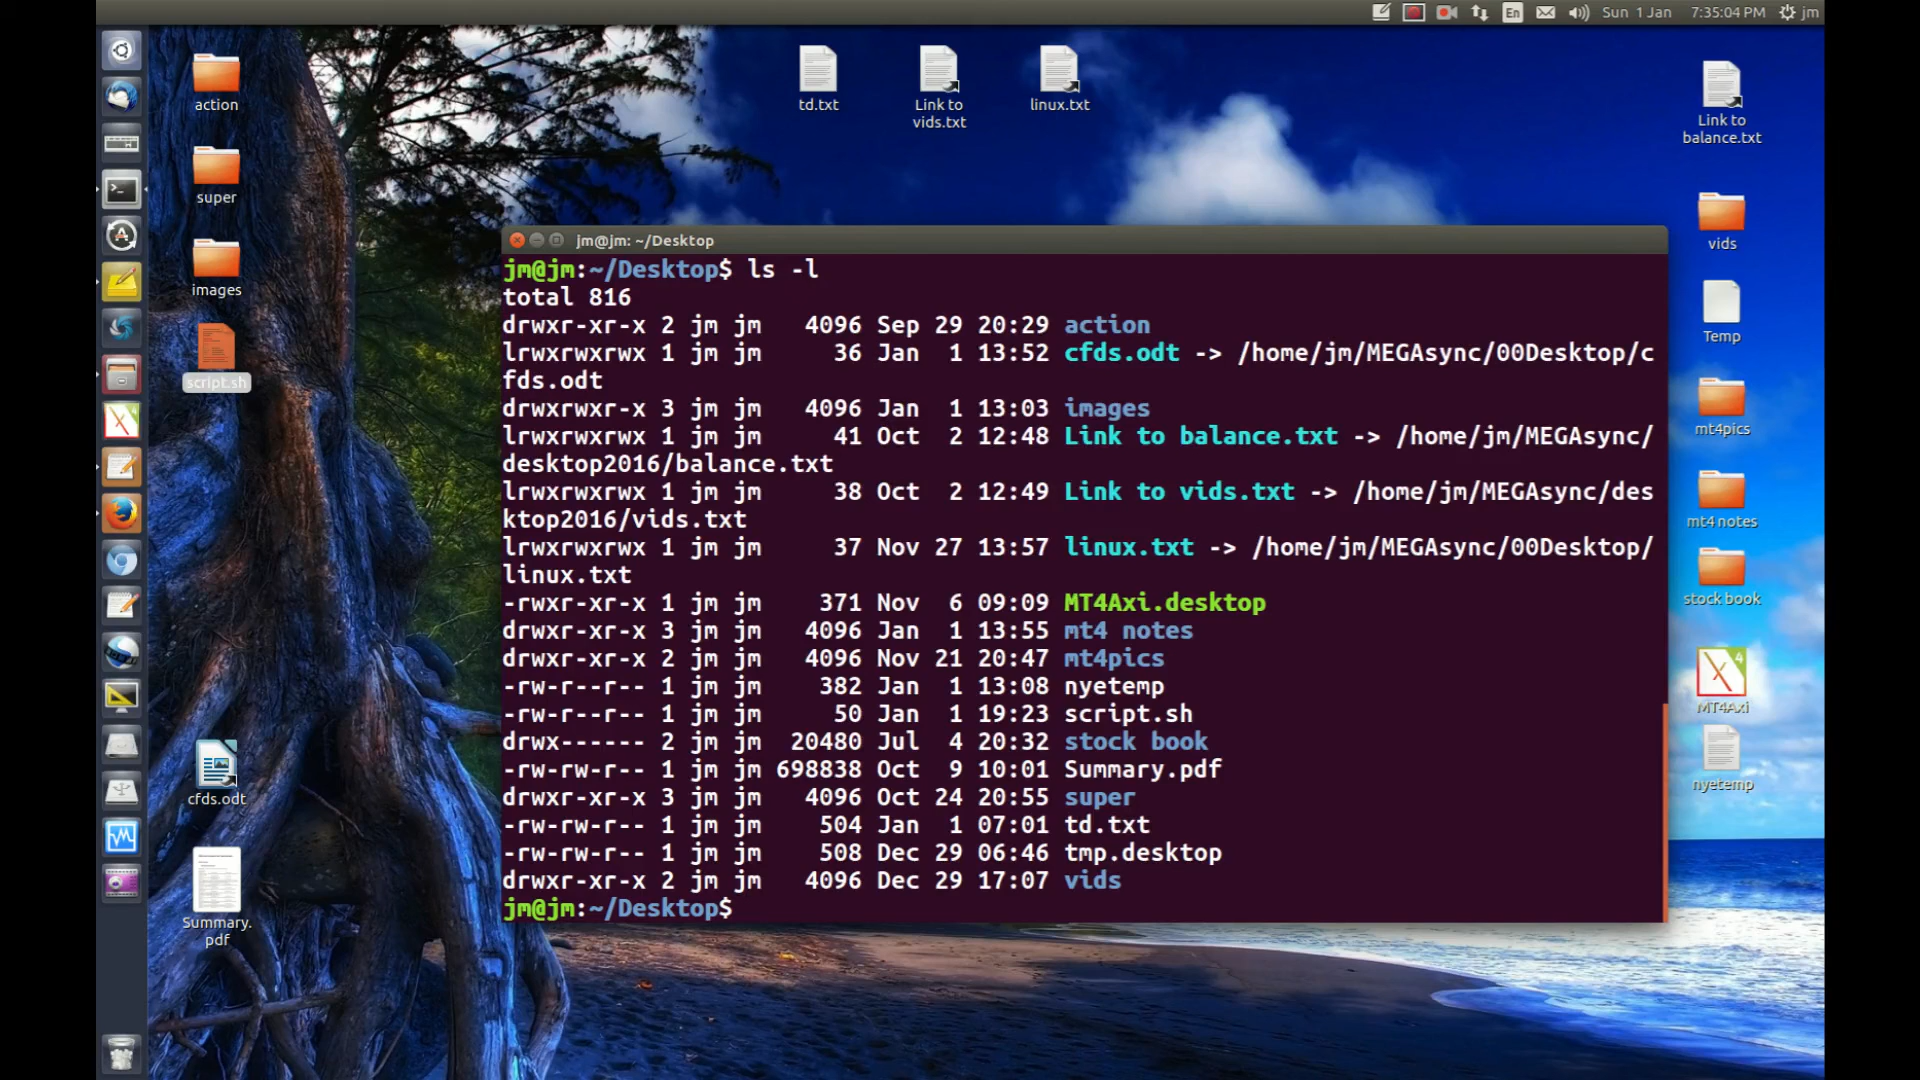 En
Sun 1 Jan
7:35:04 PM
jm
action
super
images
script.sh
cfds.odt
Summary.
pdf
td.txt
Link to
vids.txt
linux.txt
Link to
balance.txt
vids
Temp
mt4pics
mt4 notes
stock book
4
MT4Axi
nyetemp
jm@jm: ~/Desktop
jm@jm:~/Desktop$ ls -l
total 816
drwxr-xr-x 2 jm jm   4096 Sep 29 20:29 action
lrwxrwxrwx 1 jm jm     36 Jan  1 13:52 cfds.odt -> /home/jm/MEGAsync/00Desktop/c
fds.odt
drwxrwxr-x 3 jm jm   4096 Jan  1 13:03 images
lrwxrwxrwx 1 jm jm     41 Oct  2 12:48 Link to balance.txt -> /home/jm/MEGAsync/
desktop2016/balance.txt
lrwxrwxrwx 1 jm jm     38 Oct  2 12:49 Link to vids.txt -> /home/jm/MEGAsync/des
ktop2016/vids.txt
lrwxrwxrwx 1 jm jm     37 Nov 27 13:57 linux.txt -> /home/jm/MEGAsync/00Desktop/
linux.txt
-rwxr-xr-x 1 jm jm    371 Nov  6 09:09 MT4Axi.desktop
drwxr-xr-x 3 jm jm   4096 Jan  1 13:55 mt4 notes
drwxr-xr-x 2 jm jm   4096 Nov 21 20:47 mt4pics
-rw-r--r-- 1 jm jm    382 Jan  1 13:08 nyetemp
-rw-r--r-- 1 jm jm     50 Jan  1 19:23 script.sh
drwx------ 2 jm jm  20480 Jul  4 20:32 stock book
-rw-rw-r-- 1 jm jm 698838 Oct  9 10:01 Summary.pdf
drwxr-xr-x 3 jm jm   4096 Oct 24 20:55 super
-rw-rw-r-- 1 jm jm    504 Jan  1 07:01 td.txt
-rw-rw-r-- 1 jm jm    508 Dec 29 06:46 tmp.desktop
drwxr-xr-x 2 jm jm   4096 Dec 29 17:07 vids
jm@jm:~/Desktop$